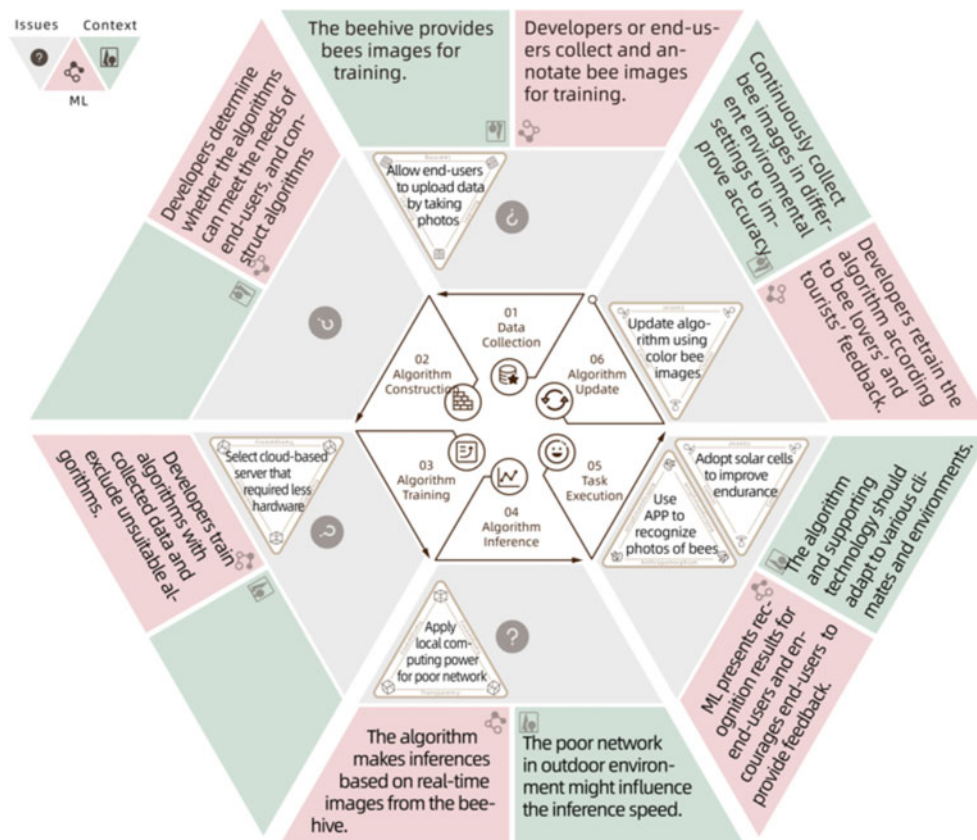 Issues
Context
ML
The beehive provides
bees images for
training.
Developers or end-us-
ers collect and an-
notate bee images
for training.
Continuously collect
bee images in differ-
ent environmental
settings to im-
prove accuracy
Developers retrain the
algorithm according
to bee lovers' and
tourists' feedback.
Developers determine
whether the algorithms
can meet the needs of
end-users, and con-
struct algorithms
Allow end-users
to upload data
by taking
photos
?
?
01
Data
Collection
02
Algorithm
Construction
06
Algorithm
Update
Update algo-
rithm using
color bee
images
03
Algorithm
Training
04
Algorithm
Inference
05
Task
Execution
Select cloud-based
server that
required less
hardware
?
Developers train
algorithms with
collected data and
exclude unsuitable al-
gorithms.
Adopt solar cells
to improve
endurance
Use
APP to
recognize
photos of bees
The algorithm
and supporting
technology should
adapt to various cli-
mates and environments.
ML presents rec-
ognition results for
end-users and en-
courages end-users to
provide feedback.
Apply
local com-
puting power
for poor network
Transparency
?
The algorithm
makes inferences
based on real-time
images from the bee-
hive.
The poor network
in outdoor environ-
ment might influence
the inference speed.